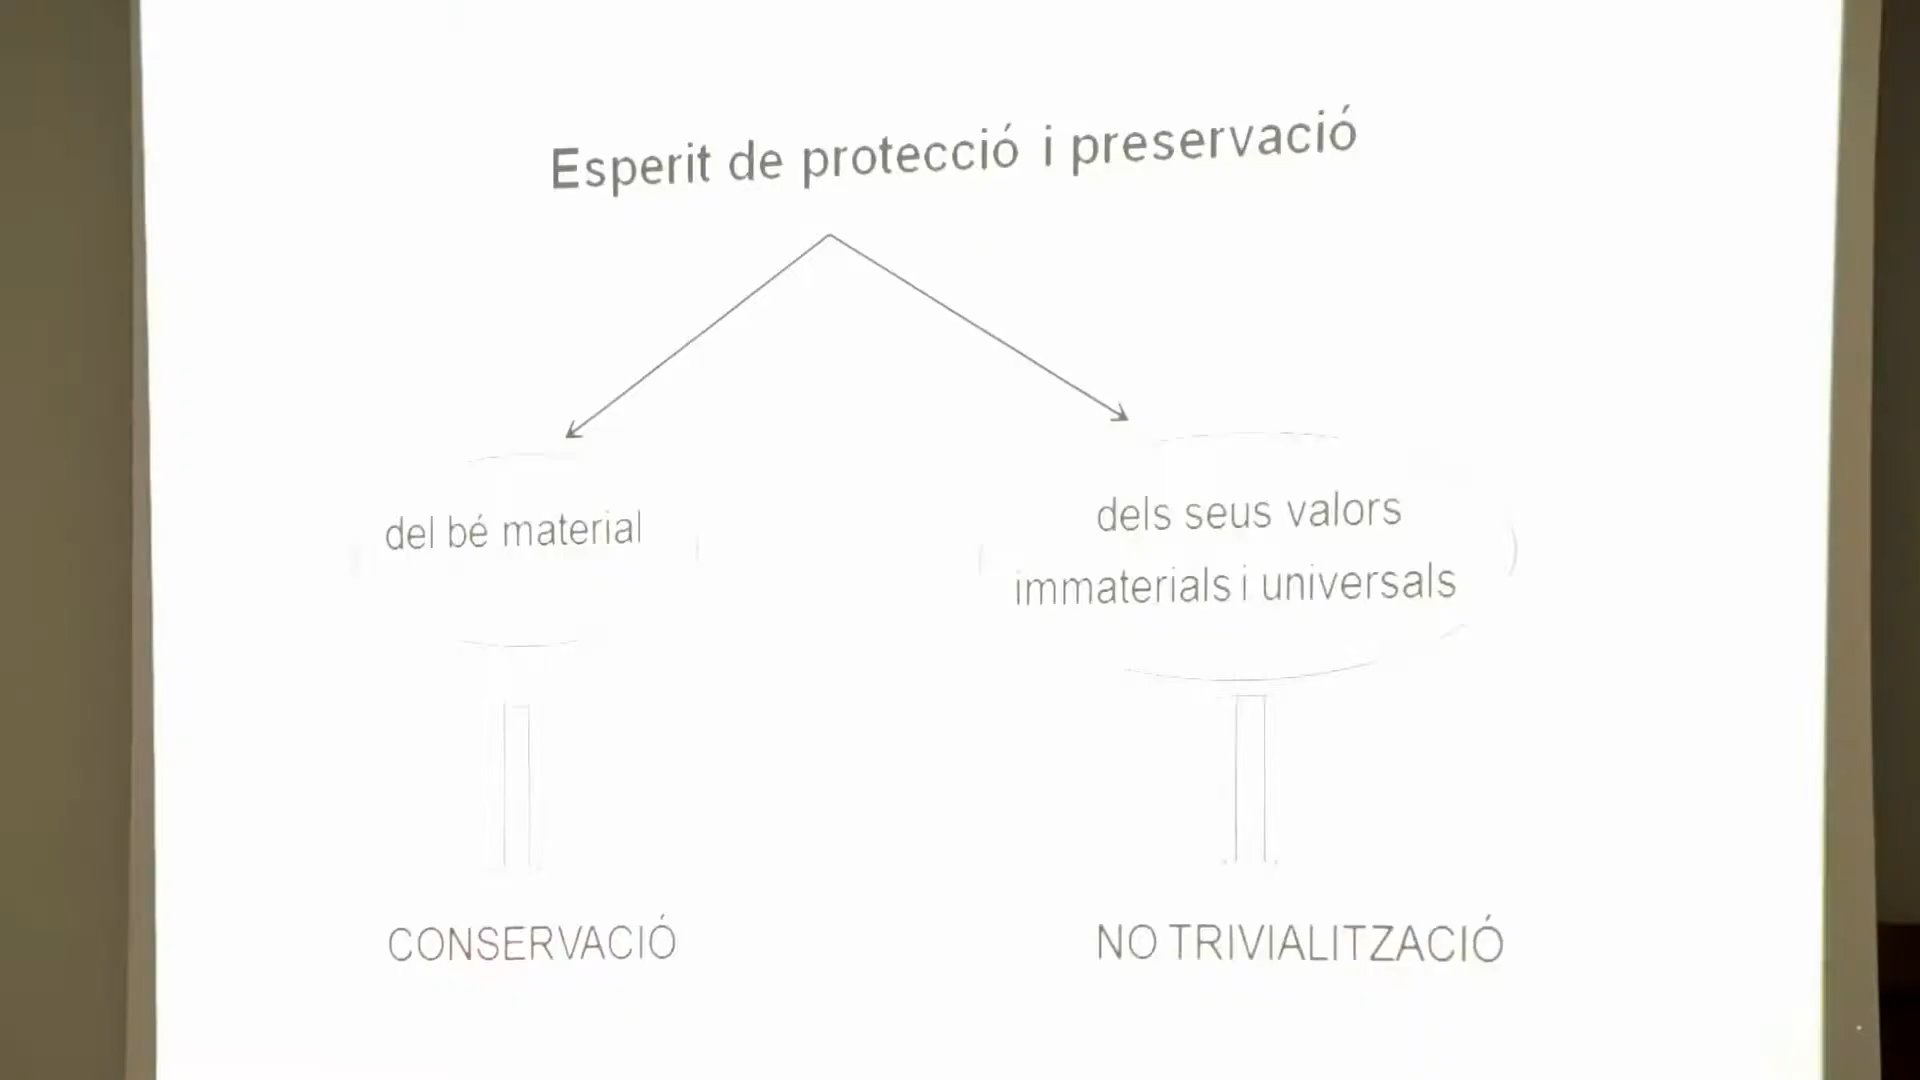 Esperit de protecció i preservació
del bé material
dels seus valors
immaterials i universals
CONSERVACIÓ
NO TRIVIALITZACIÓ